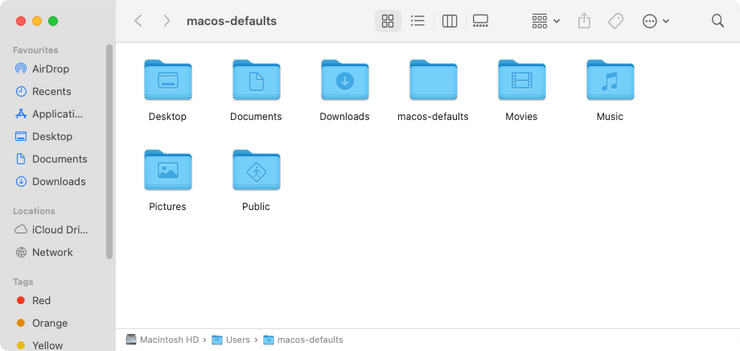 macos-defaults
Favourites
AirDrop
Recents
Applicati...
Desktop
Documents
Downloads
Locations
iCloud Dri...
Network
Tags
Red
Orange
Yellow
Desktop
Documents
Downloads
macos-defaults
Movies
Music
Pictures
Public
Macintosh HD › Users › macos-defaults